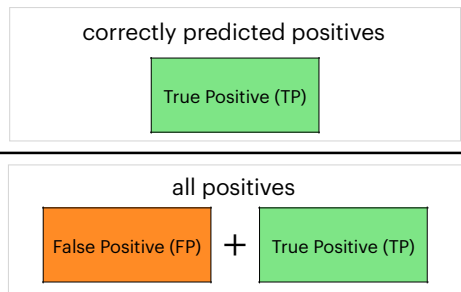 correctly predicted positives
True Positive (TP)
all positives
False Positive (FP) + True Positive (TP)